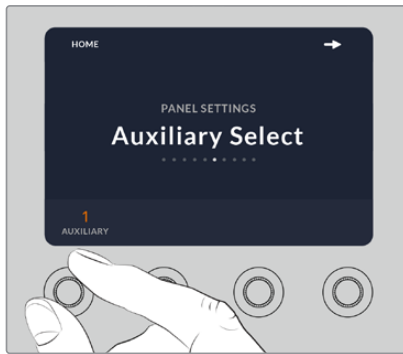 HOME
PANEL SETTINGS
Auxiliary Select
1
AUXILIARY